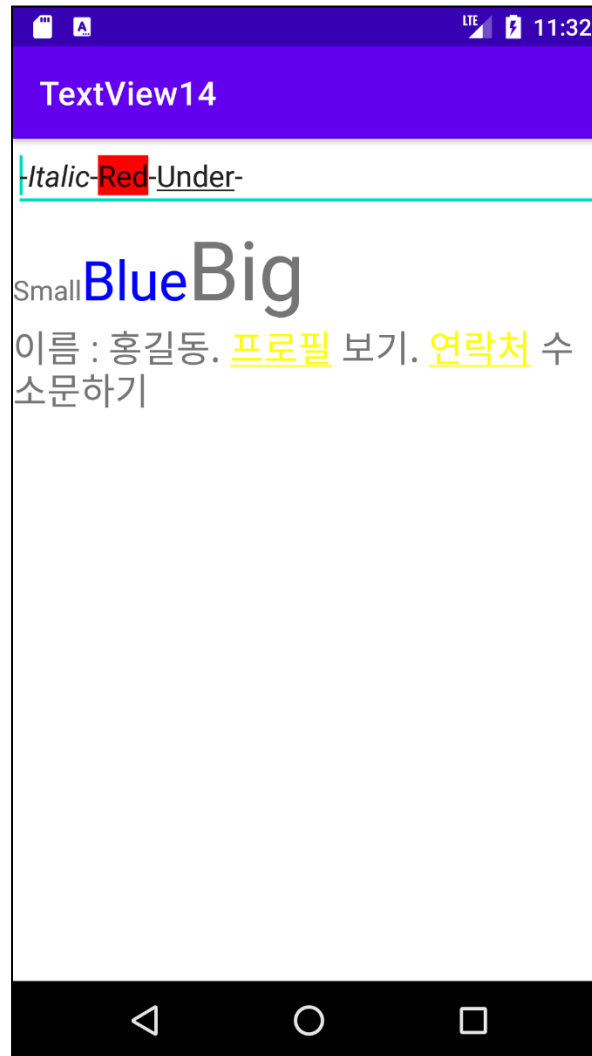 LTE 11:32
TextView14
-Italic-Red-Under-
SmallBlueBig
이름 : 홍길동. 프로필 보기. 연락처 수
소문하기